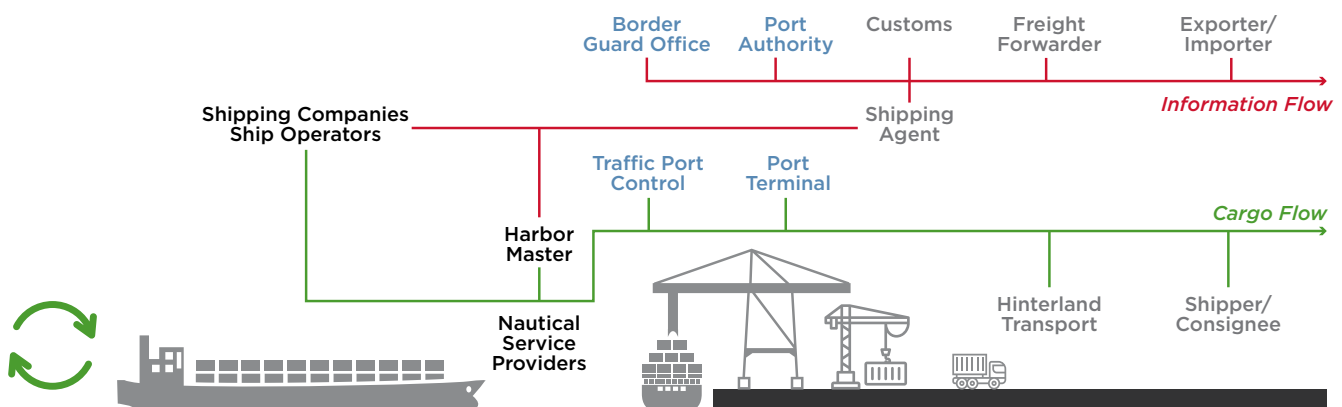 Border
Guard Office
Port
Authority
Customs
Freight
Forwarder
Exporter/
Importer
Information Flow
Shipping Companies
Ship Operators
Shipping
Agent
Traffic Port
Control
Port
Terminal
Cargo Flow
Harbor
Master
Nautical
Service
Providers
Hinterland
Transport
Shipper/
Consignee